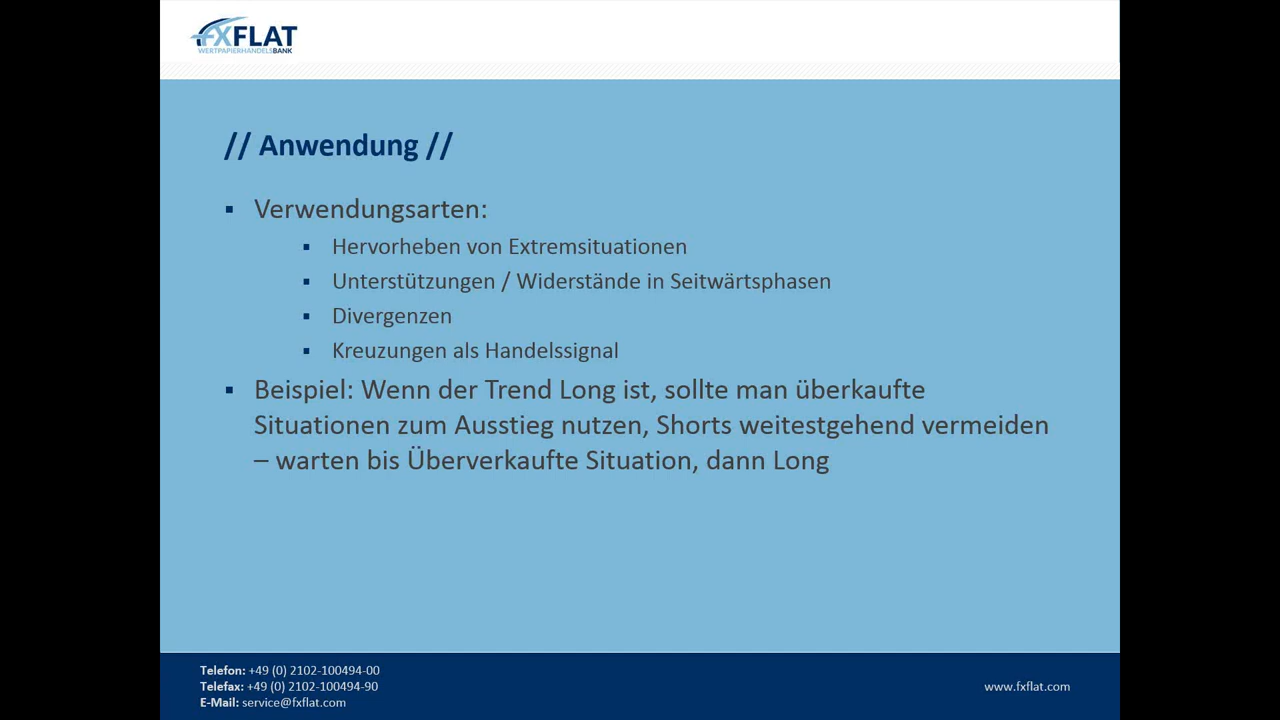 FXFLAT
WERTPAPIERHANDELSBANK
// Anwendung //
▪ Verwendungsarten:
▪ Hervorheben von Extremsituationen
▪ Unterstützungen / Widerstände in Seitwärtsphasen
▪ Divergenzen
▪ Kreuzungen als Handelssignal
▪ Beispiel: Wenn der Trend Long ist, sollte man überkaufte
Situationen zum Ausstieg nutzen, Shorts weitestgehend vermeiden
– warten bis Überverkaufte Situation, dann Long
Telefon: +49 (0) 2102-100494-00
Telefax: +49 (0) 2102-100494-90
E-Mail: service@fxflat.com
www.fxflat.com